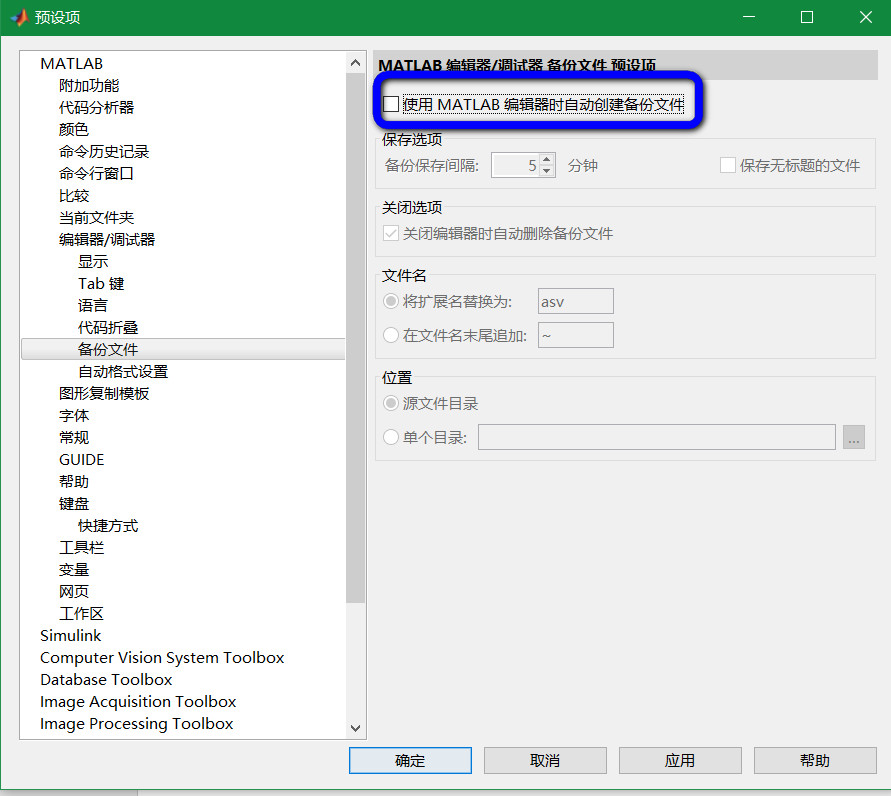 预设项
MATLAB
附加功能
代码分析器
颜色
命令历史记录
命令行窗口
比较
当前文件夹
编辑器/调试器
显示
Tab 键
语言
代码折叠
备份文件
自动格式设置
图形复制模板
字体
常规
GUIDE
帮助
键盘
快捷方式
工具栏
变量
网页
工作区
Simulink
Computer Vision System Toolbox
Database Toolbox
Image Acquisition Toolbox
Image Processing Toolbox
MATLAB 编辑器/调试器 备份文件 预设项
使用 MATLAB 编辑器时自动创建备份文件
保存选项
备份保存间隔: 5 分钟 保存无标题的文件
关闭选项
关闭编辑器时自动删除备份文件
文件名
将扩展名替换为: asv
在文件名末尾追加: ~
位置
源文件目录
单个目录: ...
确定 取消 应用 帮助